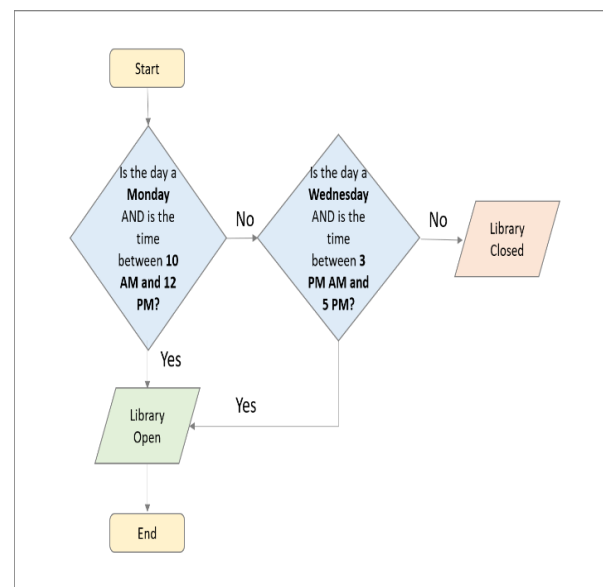 Start
Is the day a
Monday
AND is the
time
between 10
AM and 12
PM?
No
Is the day a
Wednesday
AND is the
time
between 3
PM AM and
5 PM?
No
Library
Closed
Yes
Yes
Library
Open
End